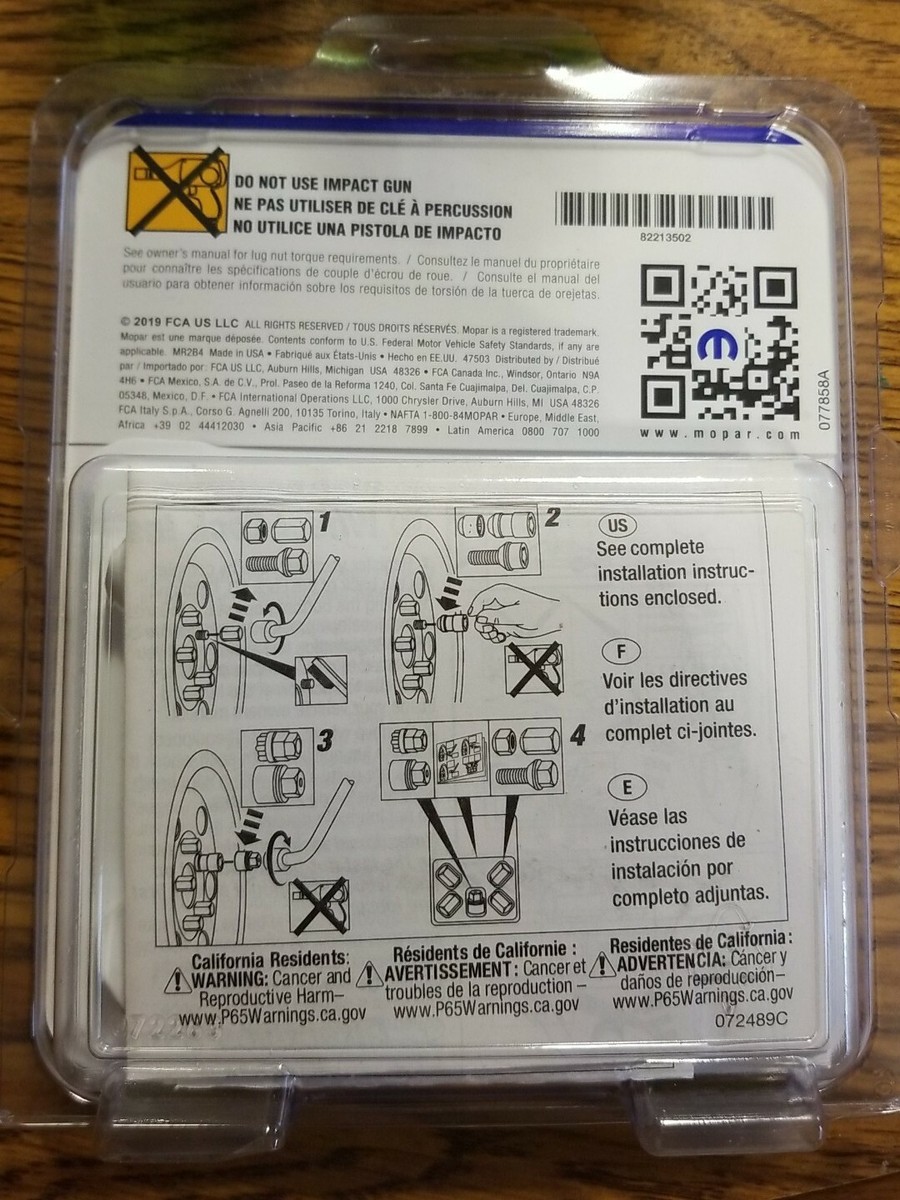 DO NOT USE IMPACT GUN
NE PAS UTILISER DE CLÉ À PERCUSSION
NO UTILICE UNA PISTOLA DE IMPACTO
82213502
See owner's manual for lug nut torque requirements. / Consultez le manuel du propriétaire
pour connaître les spécifications de couple d'écrou de roue. / Consulte el manual del
usuario para obtener información sobre los requisitos de torsión de la tuerca de orejetas.
© 2019 FCA US LLC ALL RIGHTS RESERVED / TOUS DROITS RÉSERVÉS. Mopar is a registered trademark.
Mopar est une marque déposée. Contents conform to U.S. Federal Motor Vehicle Safety Standards, if any are
applicable. MR2B4 Made in USA • Fabriqué aux États-Unis • Hecho en EE.UU. 47503 Distributed by / Distribué
par / Importado por: FCA US LLC, Auburn Hills, Michigan USA 48326 • FCA Canada Inc., Windsor, Ontario N9A
4H6 • FCA Mexico, S.A. de C.V., Prol. Paseo de la Reforma 1240, Col. Santa Fe Cuajimalpa, Del. Cuajimalpa, C.P.
05348, Mexico, D.F. • FCA International Operations LLC, 1000 Chrysler Drive, Auburn Hills, MI USA 48326
FCA Italy S.p.A., Corso G. Agnelli 200, 10135 Torino, Italy • NAFTA 1-800-84MOPAR • Europe, Middle East,
Africa +39 02 44412030 • Asia Pacific +86 21 2218 7899 • Latin America 0800 707 1000
www.mopar.com
077858A
1
2
3
4
US
See complete
installation instruc-
tions enclosed.
F
Voir les directives
d'installation au
complet ci-jointes.
E
Véase las
instrucciones de
instalación por
completo adjuntas.
California Residents:
WARNING: Cancer and
Reproductive Harm–
www.P65Warnings.ca.gov
Résidents de Californie :
AVERTISSEMENT : Cancer et
troubles de la reproduction –
www.P65Warnings.ca.gov
Residentes de California:
ADVERTENCIA: Cáncer y
daños de reproducción–
www.P65Warnings.ca.gov
072489C